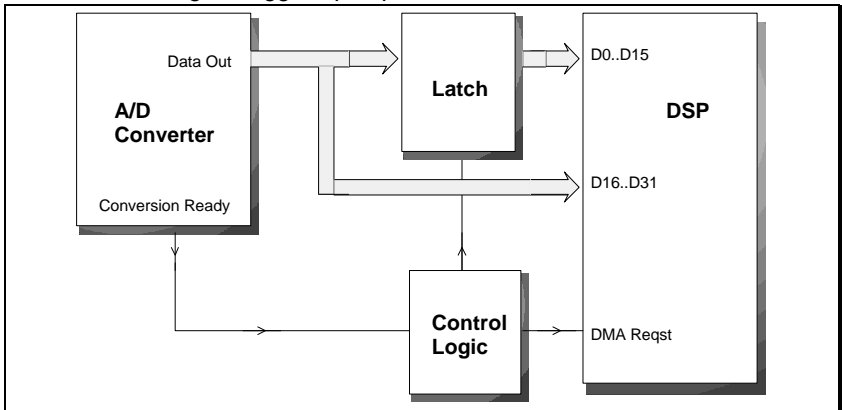 Data Out
D0..D15
Latch
A/D
Converter
DSP
D16..D31
Conversion Ready
Control
Logic
DMA Reqst